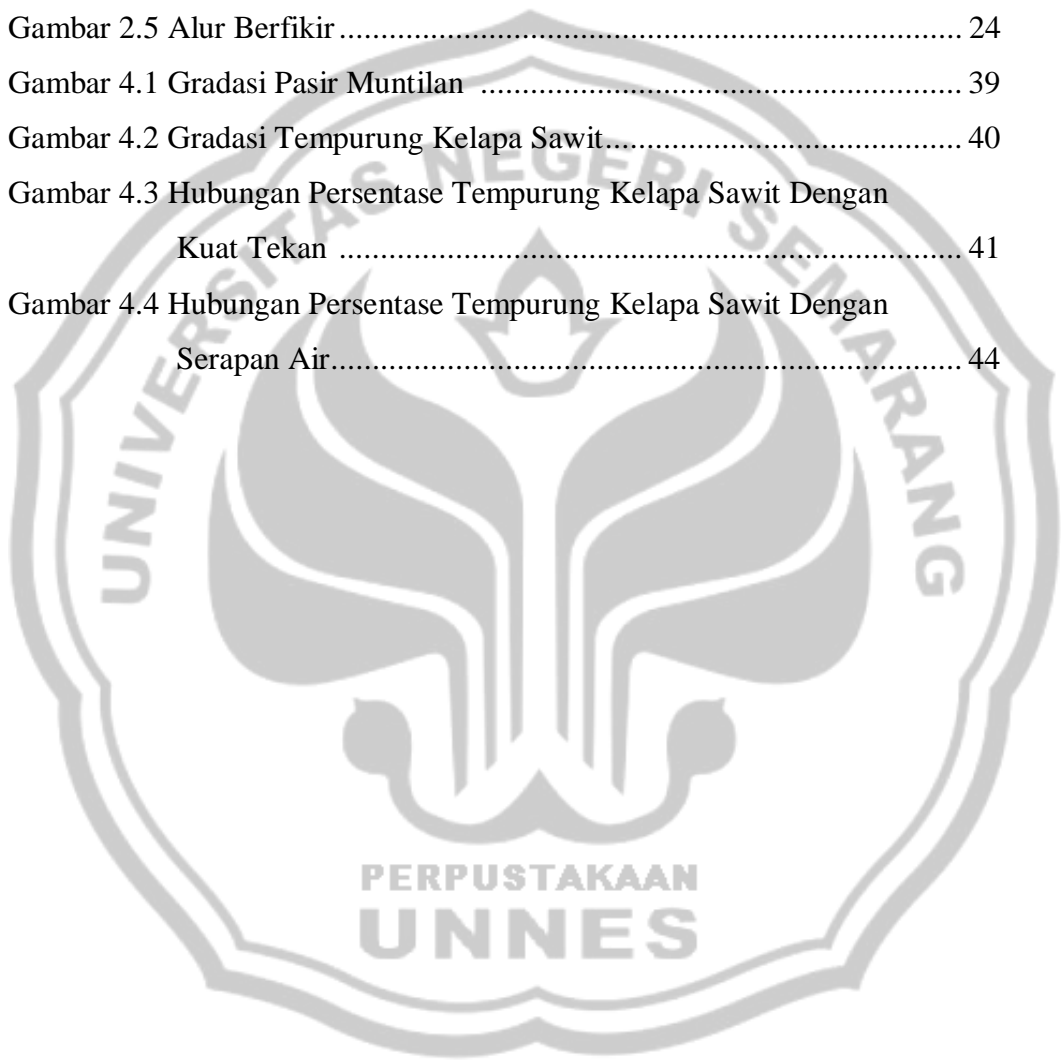 Gambar 2.5 Alur Berfikir ........................................................................................ 24
Gambar 4.1 Gradasi Pasir Muntilan .................................................................... 39
Gambar 4.2 Gradasi Tempurung Kelapa Sawit................................................... 40
Gambar 4.3 Hubungan Persentase Tempurung Kelapa Sawit Dengan
Kuat Tekan ........................................................................................ 41
Gambar 4.4 Hubungan Persentase Tempurung Kelapa Sawit Dengan
Serapan Air......................................................................................... 44
UNIVERSITAS NEGERI SEMARANG
PERPUSTAKAAN
UNNES